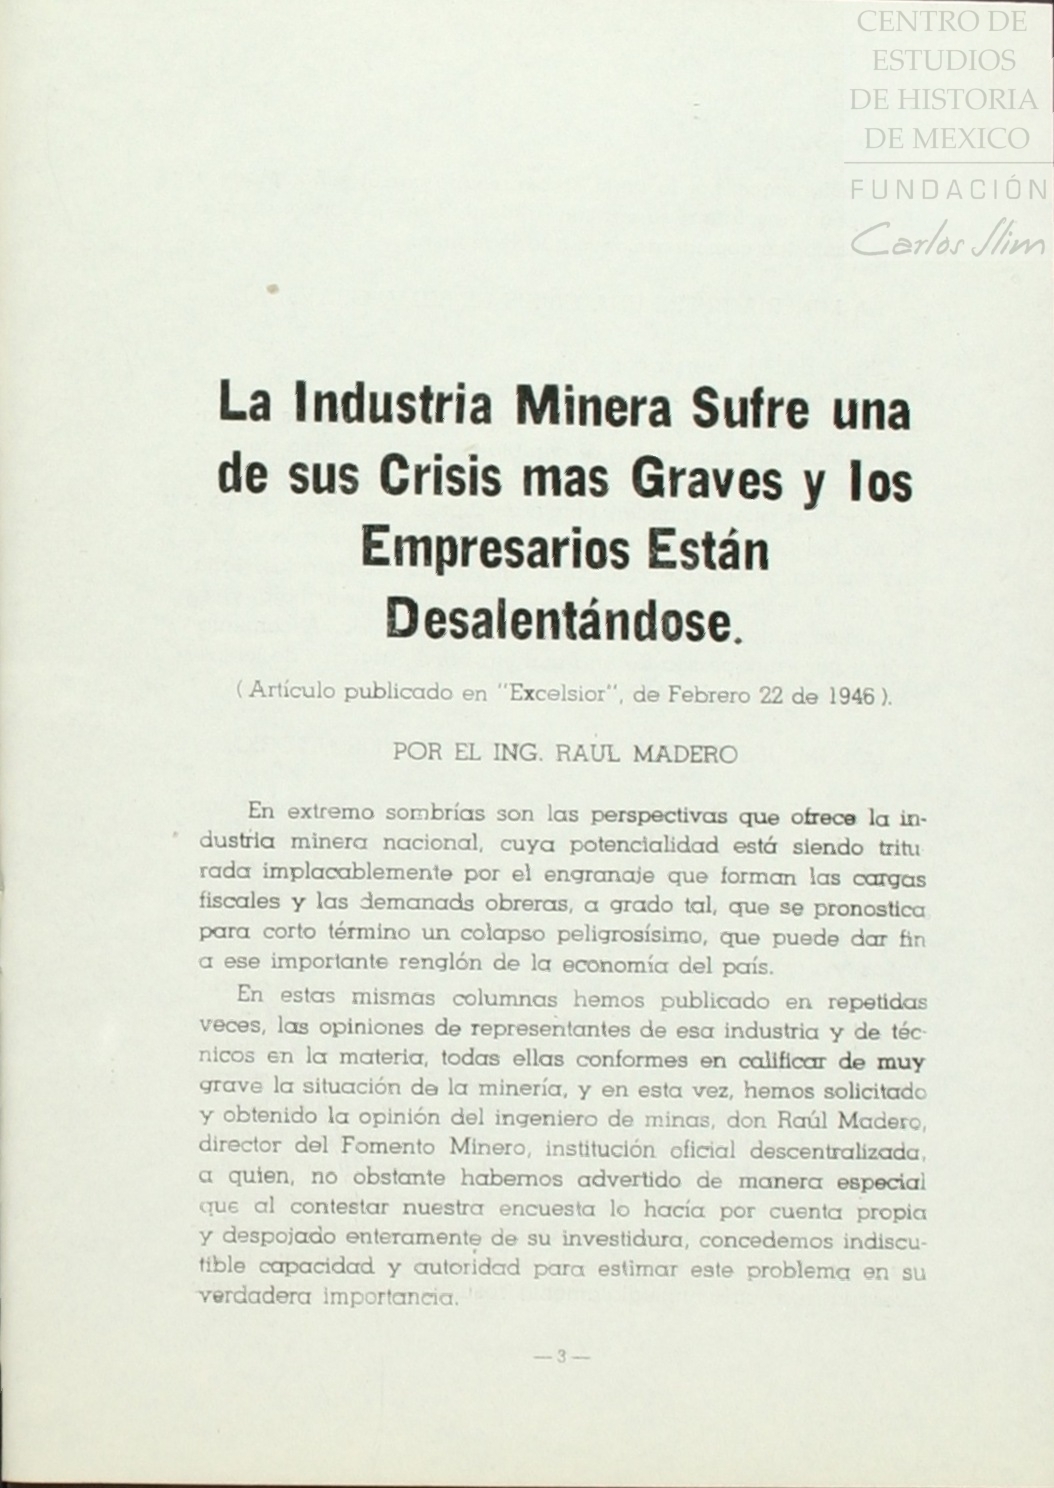 CENTRO DE
ESTUDIOS
DE HISTORIA
DE MEXICO
FUNDACIÓN
Carlos Slim
La Industria Minera Sufre una
de sus Crisis mas Graves y los
Empresarios Están
Desalentándose.
( Artículo publicado en "Excelsior", de Febrero 22 de 1946 ).
POR EL ING. RAUL MADERO
En extremo sombrías son las perspectivas que ofrece la in-
dustria minera nacional, cuya potencialidad está siendo tritu
rada implacablemente por el engranaje que forman las cargas
fiscales y las demanads obreras, a grado tal, que se pronostica
para corto término un colapso peligrosísimo, que puede dar fin
a ese importante renglón de la economía del país.
En estas mismas columnas hemos publicado en repetidas
veces, las opiniones de representantes de esa industria y de téc-
nicos en la materia, todas ellas conformes en calificar de muy
grave la situación de la minería, y en esta vez, hemos solicitado
y obtenido la opinión del ingeniero de minas, don Raúl Madero,
director del Fomento Minero, institución oficial descentralizada,
a quien, no obstante habernos advertido de manera especial
que al contestar nuestra encuesta lo hacía por cuenta propia
y despojado enteramente de su investidura, concedemos indiscu-
tible capacidad y autoridad para estimar este problema en su
verdadera importancia.
— 3 —